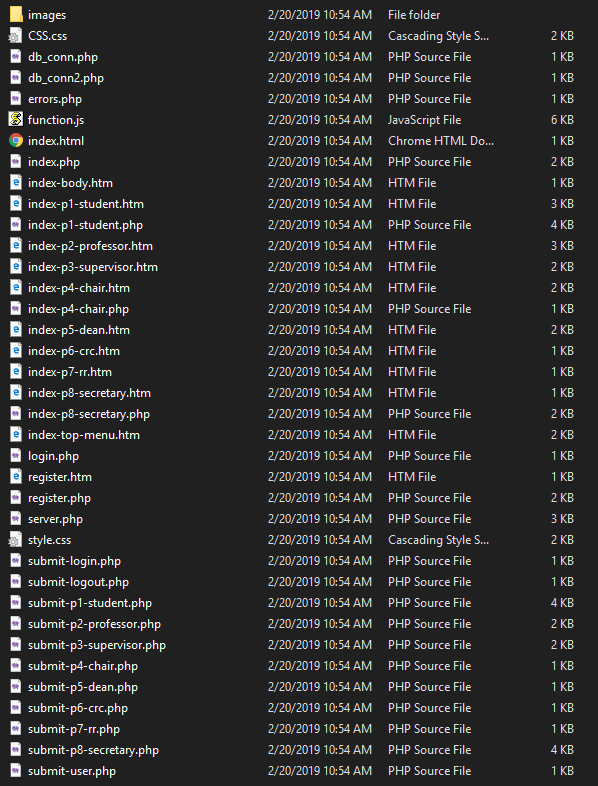 images 2/20/2019 10:54 AM File folder
CSS.css 2/20/2019 10:54 AM Cascading Style S... 2 KB
db_conn.php 2/20/2019 10:54 AM PHP Source File 1 KB
db_conn2.php 2/20/2019 10:54 AM PHP Source File 1 KB
errors.php 2/20/2019 10:54 AM PHP Source File 1 KB
function.js 2/20/2019 10:54 AM JavaScript File 6 KB
index.html 2/20/2019 10:54 AM Chrome HTML Do... 1 KB
index.php 2/20/2019 10:54 AM PHP Source File 2 KB
index-body.htm 2/20/2019 10:54 AM HTM File 1 KB
index-p1-student.htm 2/20/2019 10:54 AM HTM File 3 KB
index-p1-student.php 2/20/2019 10:54 AM PHP Source File 4 KB
index-p2-professor.htm 2/20/2019 10:54 AM HTM File 3 KB
index-p3-supervisor.htm 2/20/2019 10:54 AM HTM File 2 KB
index-p4-chair.htm 2/20/2019 10:54 AM HTM File 2 KB
index-p4-chair.php 2/20/2019 10:54 AM PHP Source File 1 KB
index-p5-dean.htm 2/20/2019 10:54 AM HTM File 2 KB
index-p6-crc.htm 2/20/2019 10:54 AM HTM File 1 KB
index-p7-rr.htm 2/20/2019 10:54 AM HTM File 1 KB
index-p8-secretary.htm 2/20/2019 10:54 AM HTM File 1 KB
index-p8-secretary.php 2/20/2019 10:54 AM PHP Source File 2 KB
index-top-menu.htm 2/20/2019 10:54 AM HTM File 2 KB
login.php 2/20/2019 10:54 AM PHP Source File 1 KB
register.htm 2/20/2019 10:54 AM HTM File 1 KB
register.php 2/20/2019 10:54 AM PHP Source File 2 KB
server.php 2/20/2019 10:54 AM PHP Source File 3 KB
style.css 2/20/2019 10:54 AM Cascading Style S... 2 KB
submit-login.php 2/20/2019 10:54 AM PHP Source File 1 KB
submit-logout.php 2/20/2019 10:54 AM PHP Source File 1 KB
submit-p1-student.php 2/20/2019 10:54 AM PHP Source File 4 KB
submit-p2-professor.php 2/20/2019 10:54 AM PHP Source File 2 KB
submit-p3-supervisor.php 2/20/2019 10:54 AM PHP Source File 2 KB
submit-p4-chair.php 2/20/2019 10:54 AM PHP Source File 1 KB
submit-p5-dean.php 2/20/2019 10:54 AM PHP Source File 1 KB
submit-p6-crc.php 2/20/2019 10:54 AM PHP Source File 1 KB
submit-p7-rr.php 2/20/2019 10:54 AM PHP Source File 1 KB
submit-p8-secretary.php 2/20/2019 10:54 AM PHP Source File 4 KB
submit-user.php 2/20/2019 10:54 AM PHP Source File 1 KB